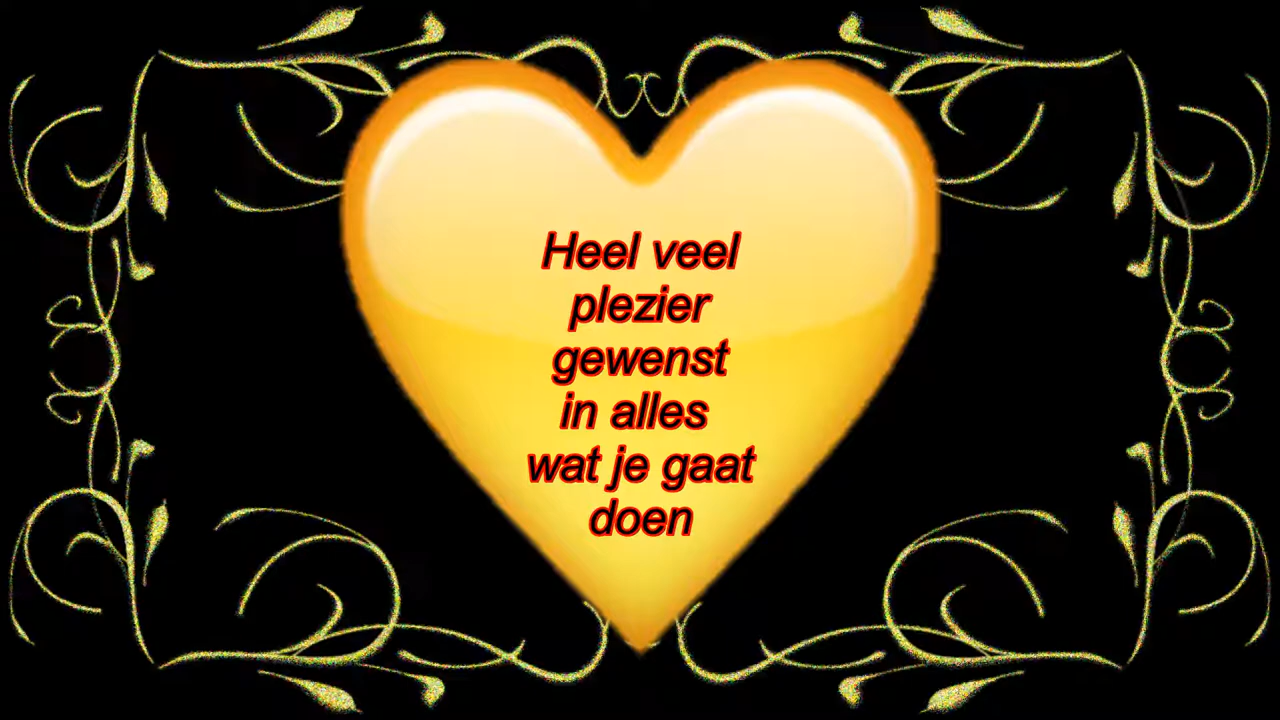 Heel veel
plezier
gewenst
in alles
wat je gaat
doen